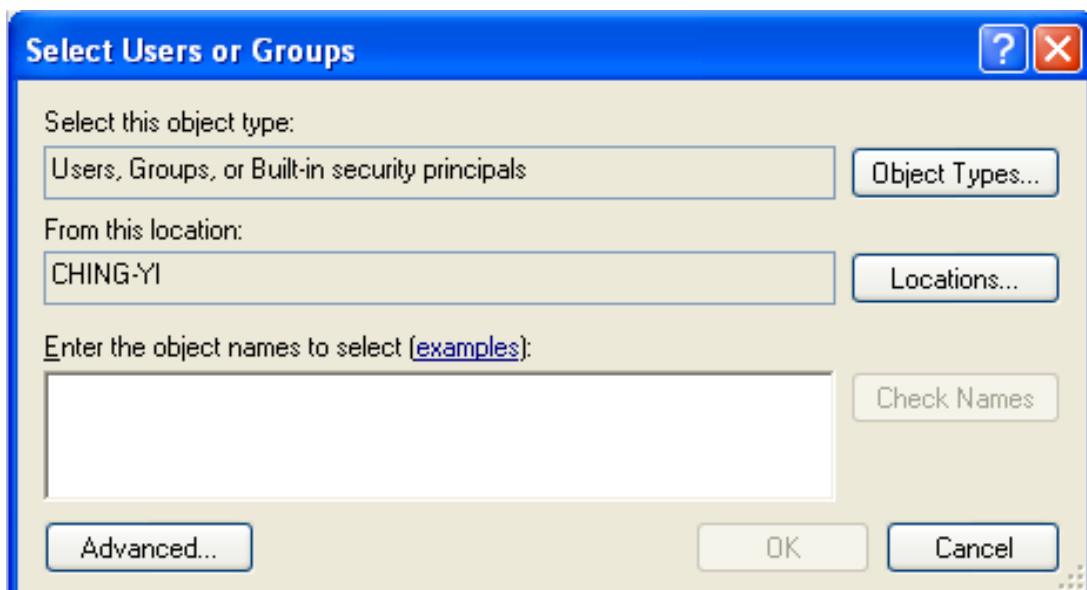 Select Users or Groups
Select this object type:
Users, Groups, or Built-in security principals
Object Types...
From this location:
CHING-YI
Locations...
Enter the object names to select (examples):
Check Names
Advanced...
OK
Cancel